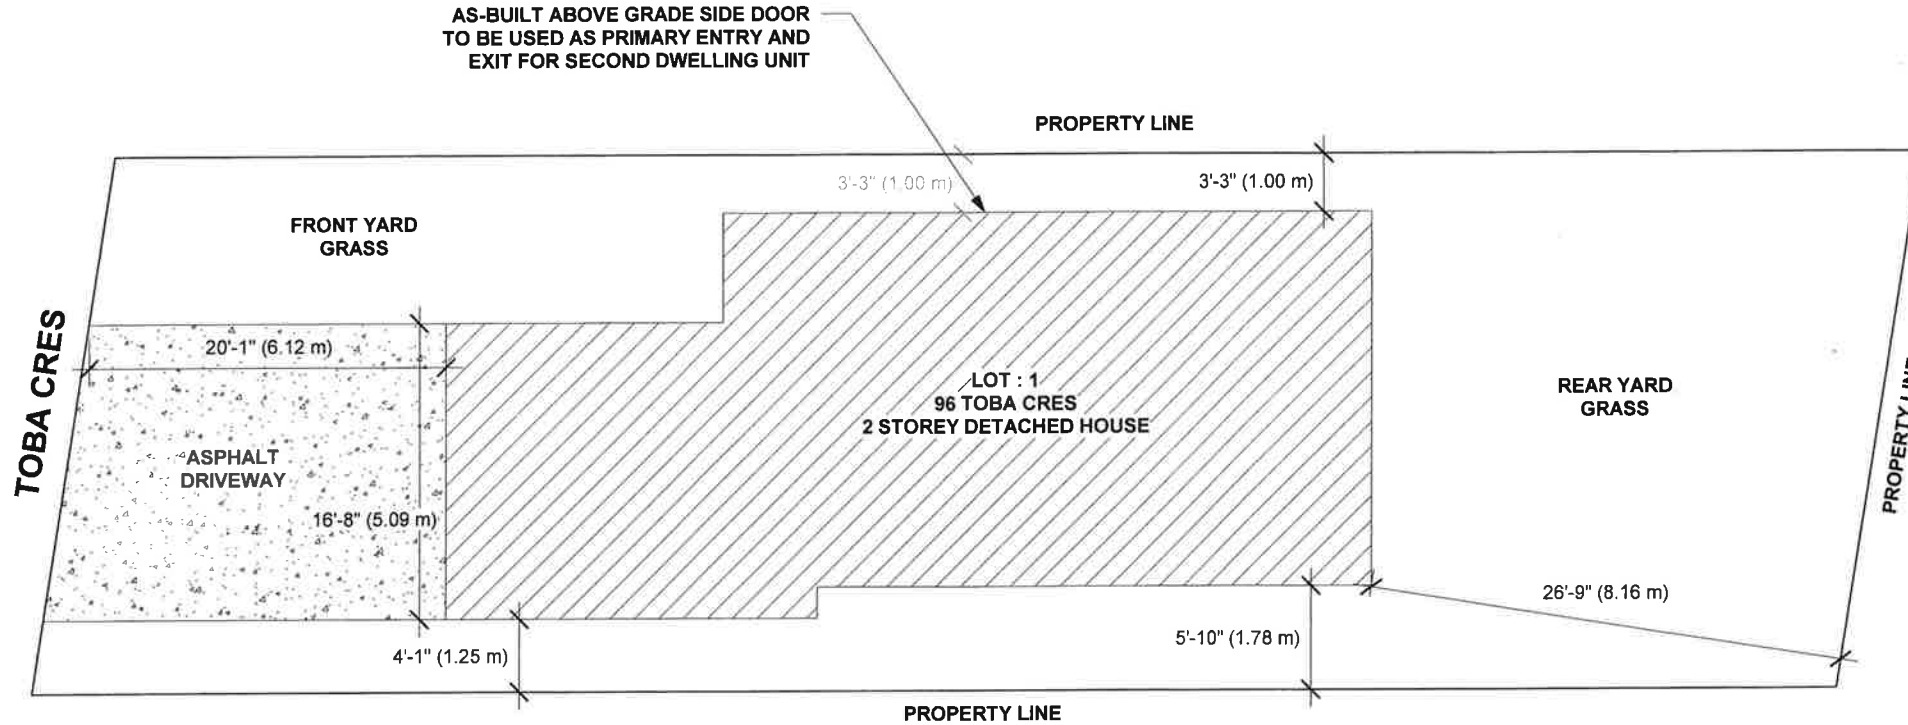 AS-BUILT ABOVE GRADE SIDE DOOR
TO BE USED AS PRIMARY ENTRY AND
EXIT FOR SECOND DWELLING UNIT
PROPERTY LINE
3'-3" (1.00 m)
3'-3" (1.00 m)
FRONT YARD
GRASS
TOBA CRES
20'-1" (6.12 m)
LOT : 1
96 TOBA CRES
2 STOREY DETACHED HOUSE
REAR YARD
GRASS
PROPERTY LINE
ASPHALT
DRIVEWAY
16'-8" (5.09 m)
26'-9" (8.16 m)
4'-1" (1.25 m)
5'-10" (1.78 m)
PROPERTY LINE